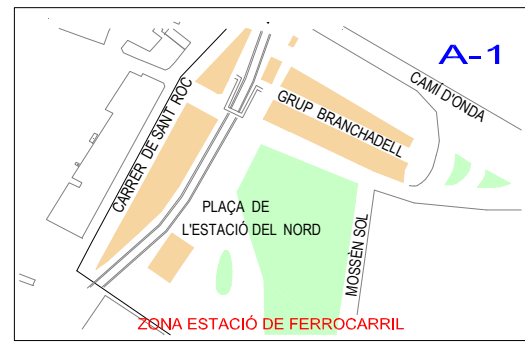 A-1
CAMÍ D'ONDA
GRUP BRANCHADELL
CARRER DE SANT ROC
PLAÇA DE
L'ESTACIÓ DEL NORD
MOSSÈN SOL
ZONA ESTACIÓ DE FERROCARRIL